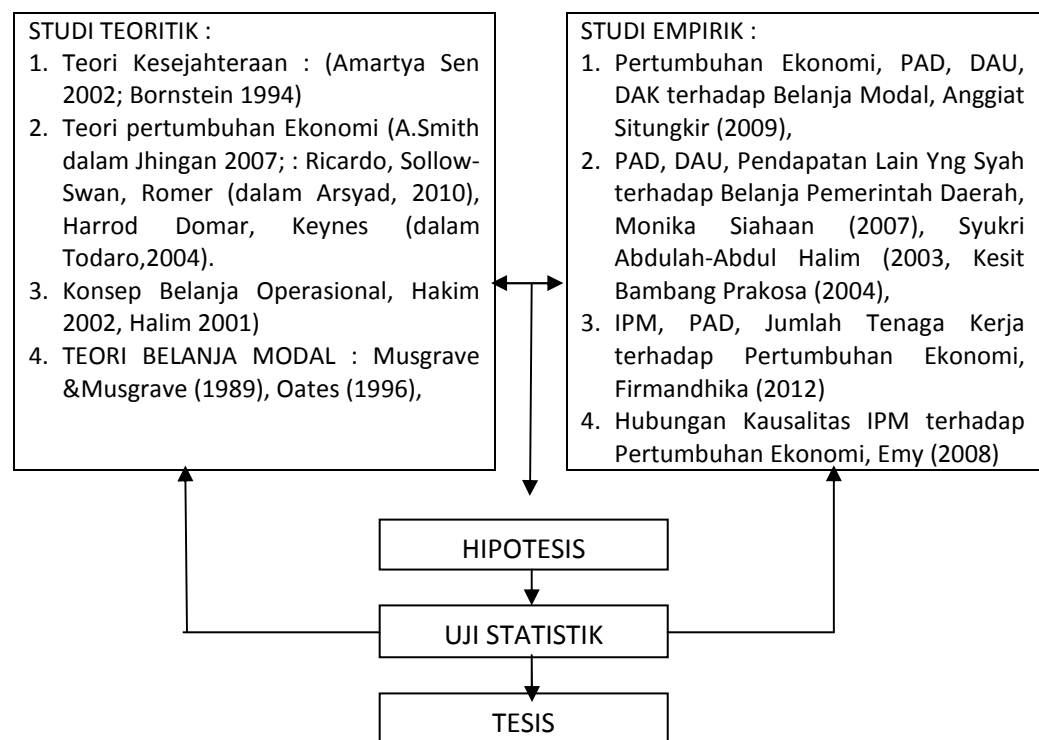 STUDI TEORITIK :
1. Teori Kesejahteraan : (Amartya Sen
2002; Bornstein 1994)
2. Teori pertumbuhan Ekonomi (A.Smith
dalam Jhingan 2007; : Ricardo, Sollow-
Swan, Romer (dalam Arsyad, 2010),
Harrod Domar, Keynes (dalam
Todaro,2004).
3. Konsep Belanja Operasional, Hakim
2002, Halim 2001)
4. TEORI BELANJA MODAL : Musgrave
&Musgrave (1989), Oates (1996),
STUDI EMPIRIK :
1. Pertumbuhan Ekonomi, PAD, DAU,
DAK terhadap Belanja Modal, Anggiat
Situngkir (2009),
2. PAD, DAU, Pendapatan Lain Yng Syah
terhadap Belanja Pemerintah Daerah,
Monika Siahaan (2007), Syukri
Abdulah-Abdul Halim (2003, Kesit
Bambang Prakosa (2004),
3. IPM, PAD, Jumlah Tenaga Kerja
terhadap Pertumbuhan Ekonomi,
Firmandhika (2012)
4. Hubungan Kausalitas IPM terhadap
Pertumbuhan Ekonomi, Emy (2008)
HIPOTESIS
UJI STATISTIK
TESIS